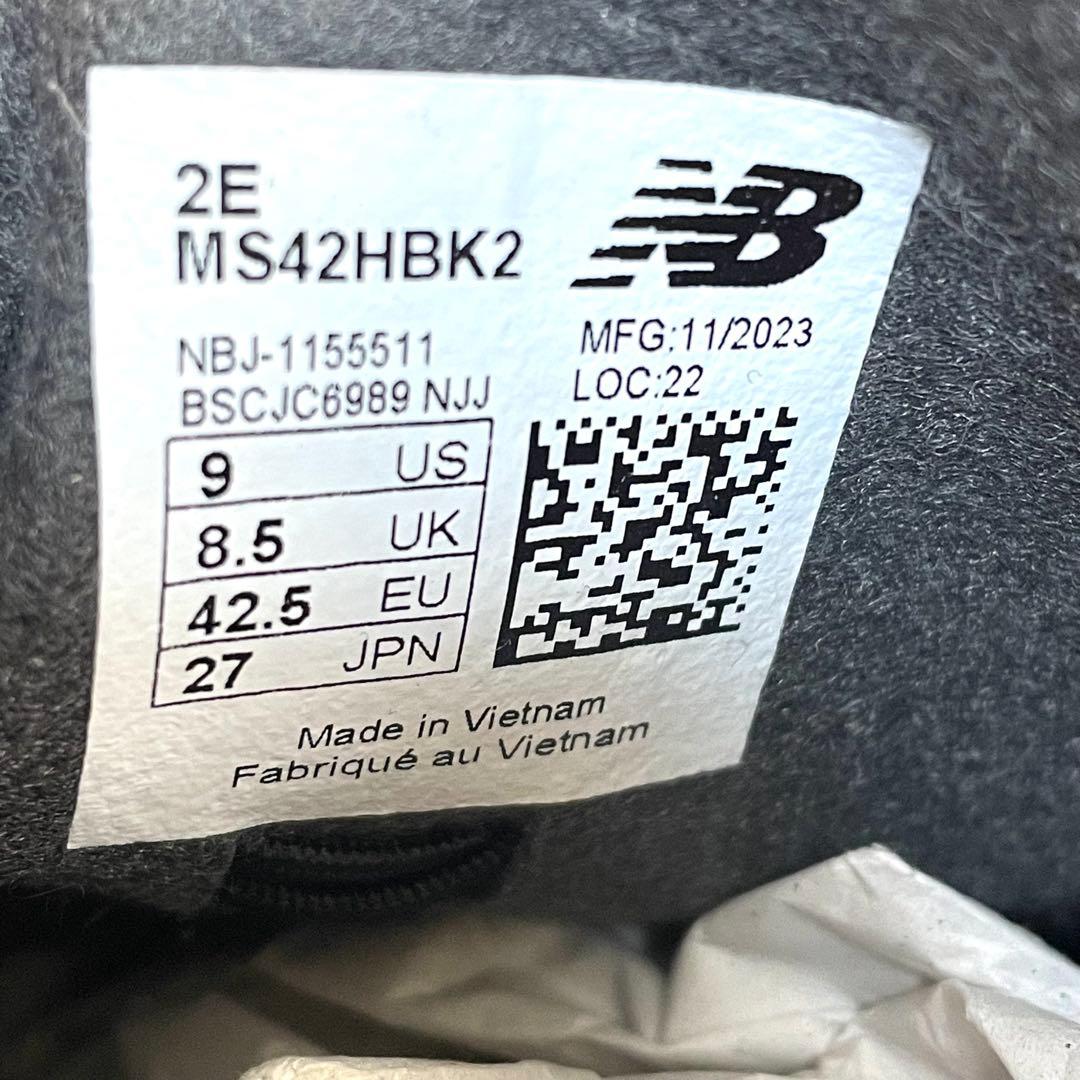 2E
MS42HBK2
NB
NBJ-1155511
BSCJC6989 NJJ
MFG:11/2023
LOC:22
9 US
8.5 UK
42.5 EU
27 JPN
Made in Vietnam
Fabriqué au Vietnam